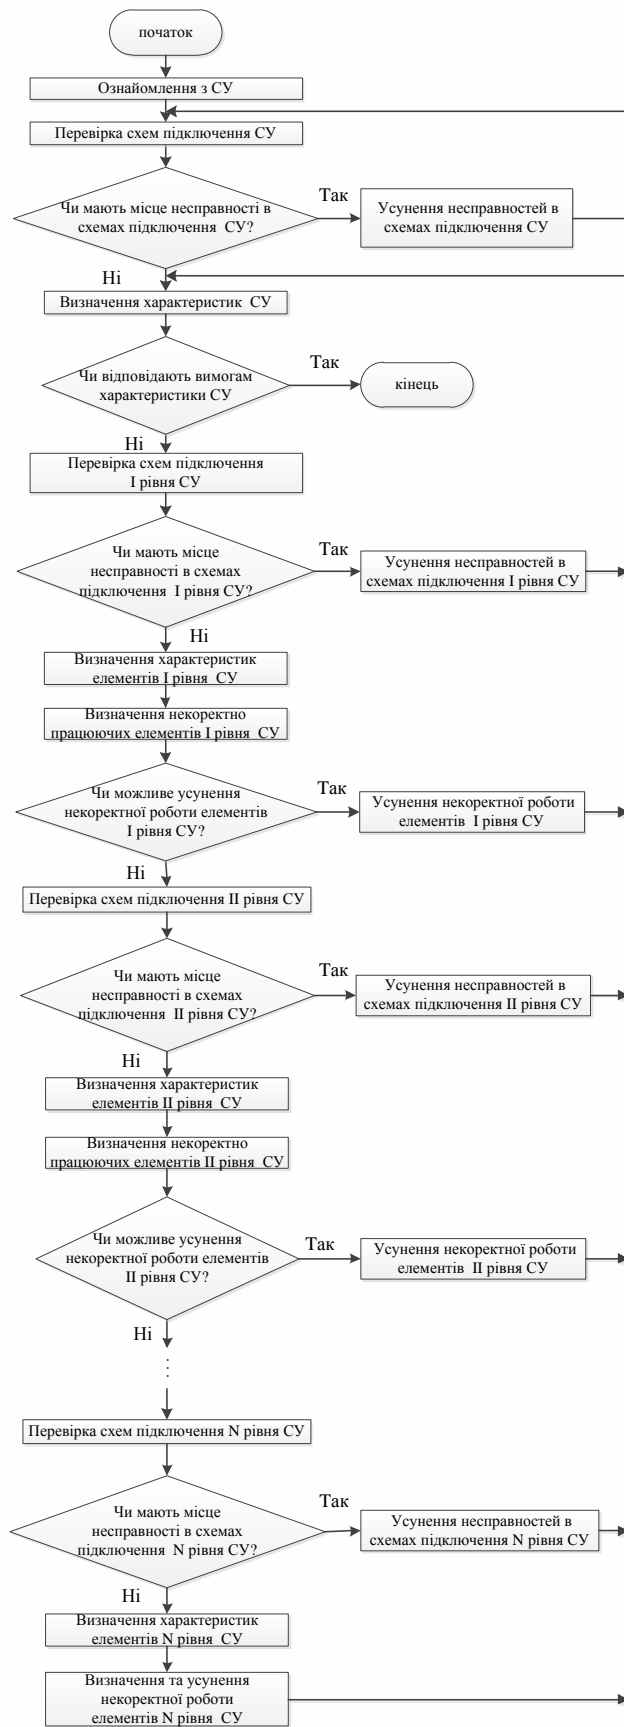 початок
Ознайомлення з СУ
Перевірка схем підключення СУ
Чи мають місце несправності в
схемах підключення СУ?
Так
Усунення несправностей в
схемах підключення СУ
Ні
Визначення характеристик СУ
Чи відповідають вимогам
характеристики СУ
Так
кінець
Ні
Перевірка схем підключення
I рівня СУ
Чи мають місце
несправності в схемах
підключення I рівня СУ?
Так
Усунення несправностей в
схемах підключення I рівня СУ
Ні
Визначення характеристик
елементів I рівня СУ
Визначення некоректно
працюючих елементів I рівня СУ
Чи можливе усунення
некоректної роботи елементів
I рівня СУ?
Так
Усунення некоректної роботи
елементів I рівня СУ
Ні
Перевірка схем підключення II рівня СУ
Чи мають місце
несправності в схемах
підключення II рівня СУ?
Так
Усунення несправностей в
схемах підключення II рівня СУ
Ні
Визначення характеристик
елементів II рівня СУ
Визначення некоректно
працюючих елементів II рівня СУ
Чи можливе усунення
некоректної роботи елементів
II рівня СУ?
Так
Усунення некоректної роботи
елементів II рівня СУ
Ні
Перевірка схем підключення N рівня СУ
Чи мають місце
несправності в схемах
підключення N рівня СУ?
Так
Усунення несправностей в
схемах підключення N рівня СУ
Ні
Визначення характеристик
елементів N рівня СУ
Визначення та усунення
некоректної роботи
елементів N рівня СУ